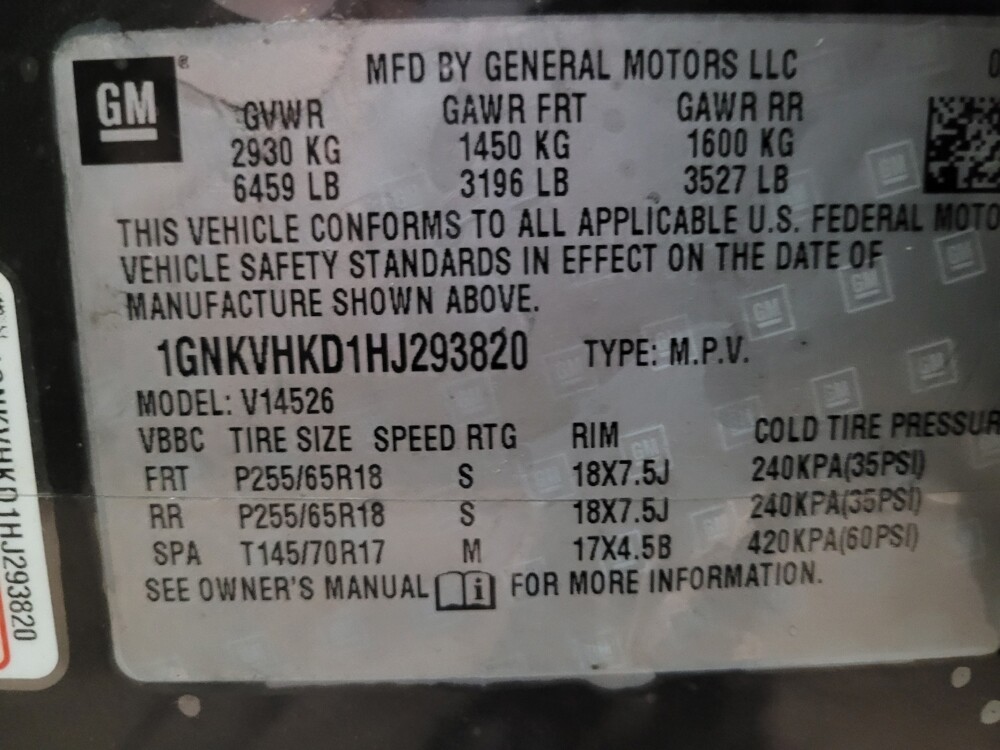 GM ®
MFD BY GENERAL MOTORS LLC
GVWR GAWR FRT GAWR RR
2930 KG 1450 KG 1600 KG
6459 LB 3196 LB 3527 LB
THIS VEHICLE CONFORMS TO ALL APPLICABLE U.S. FEDERAL MOTO
VEHICLE SAFETY STANDARDS IN EFFECT ON THE DATE OF
MANUFACTURE SHOWN ABOVE.
1GNKVHKD1HJ293820 TYPE: M.P.V.
MODEL: V14526
VBBC TIRE SIZE SPEED RTG RIM COLD TIRE PRESSUR
FRT P255/65R18 S 18X7.5J 240KPA(35PSI)
RR P255/65R18 S 18X7.5J 240KPA(35PSI)
SPA T145/70R17 M 17X4.5B 420KPA(60PSI)
SEE OWNER'S MANUAL FOR MORE INFORMATION.
GNKVHKD1HJ293820